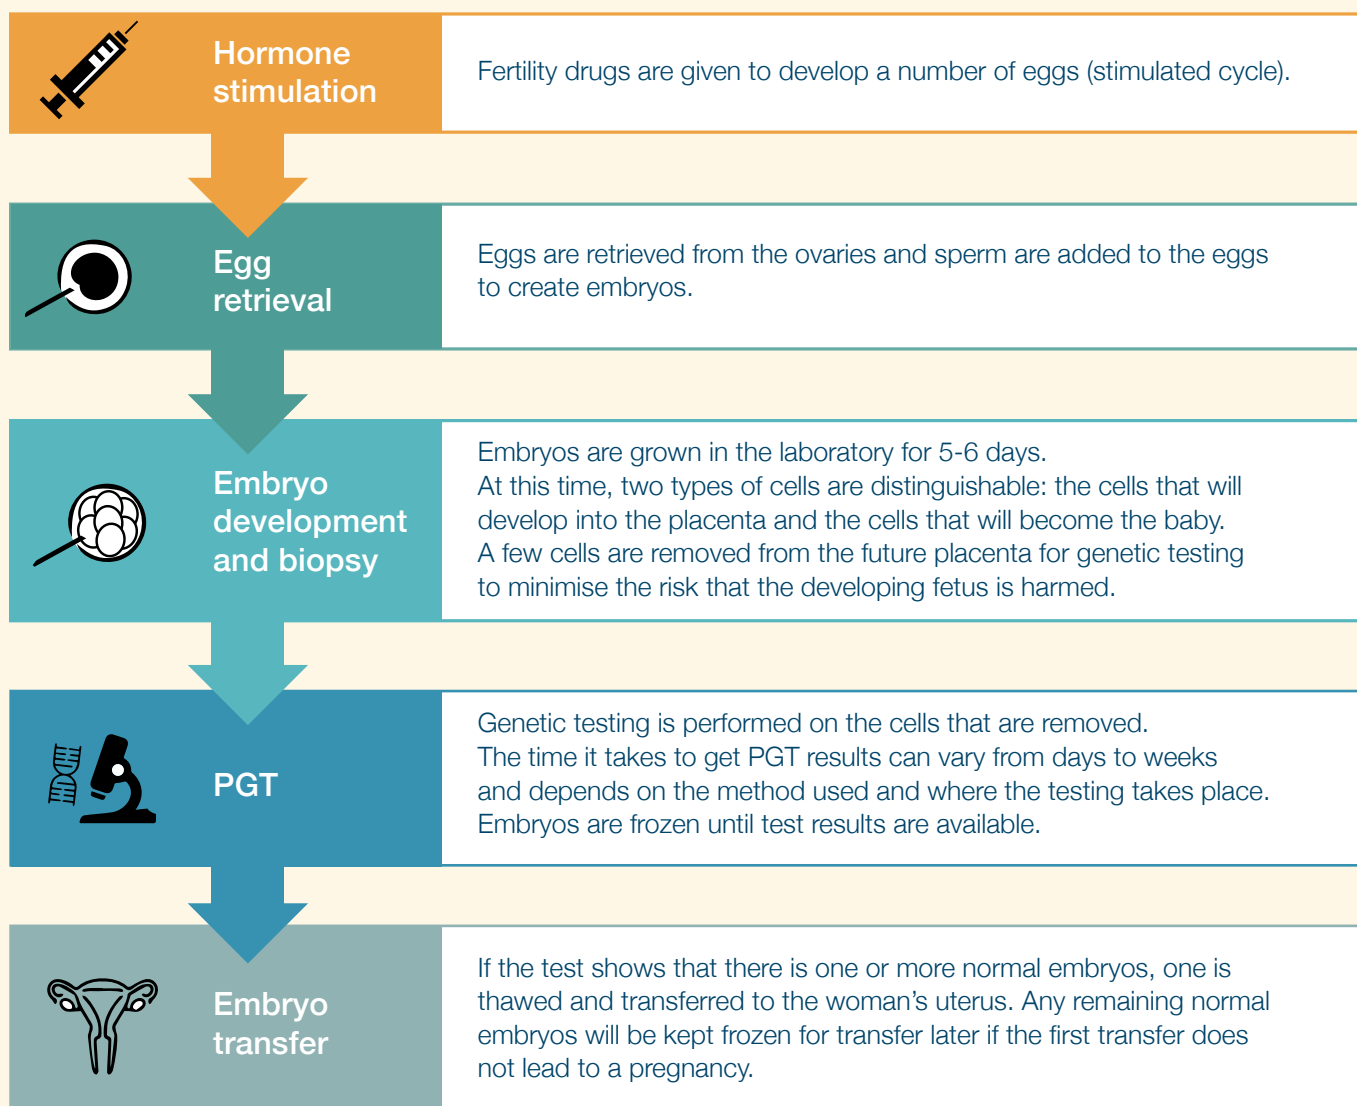 Hormone
stimulation
Fertility drugs are given to develop a number of eggs (stimulated cycle).
Egg
retrieval
Eggs are retrieved from the ovaries and sperm are added to the eggs
to create embryos.
Embryo
development
and biopsy
Embryos are grown in the laboratory for 5-6 days.
At this time, two types of cells are distinguishable: the cells that will
develop into the placenta and the cells that will become the baby.
A few cells are removed from the future placenta for genetic testing
to minimise the risk that the developing fetus is harmed.
PGT
Genetic testing is performed on the cells that are removed.
The time it takes to get PGT results can vary from days to weeks
and depends on the method used and where the testing takes place.
Embryos are frozen until test results are available.
Embryo
transfer
If the test shows that there is one or more normal embryos, one is
thawed and transferred to the woman's uterus. Any remaining normal
embryos will be kept frozen for transfer later if the first transfer does
not lead to a pregnancy.